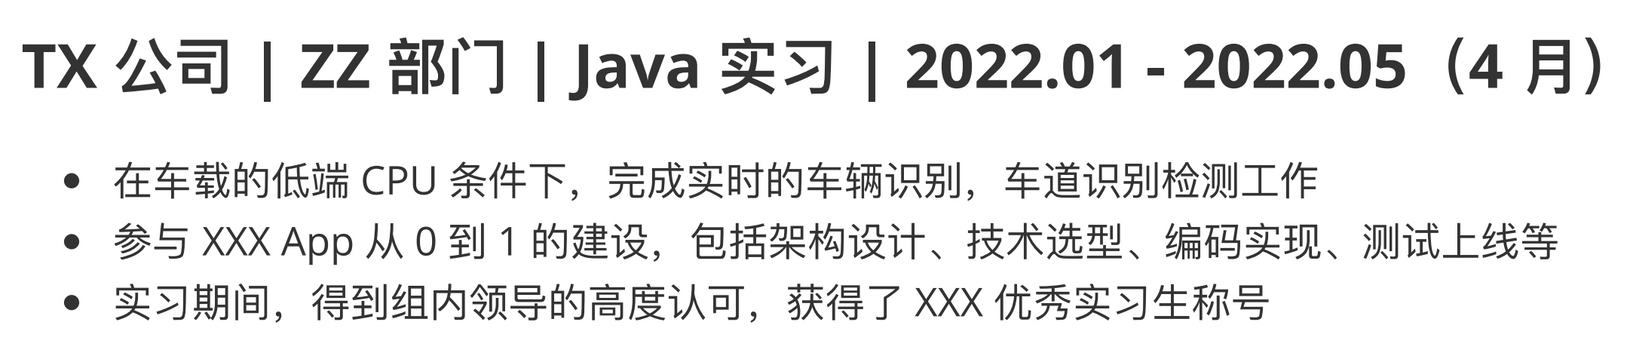 TX 公司 | ZZ 部门 | Java 实习 | 2022.01 - 2022.05（4 月）
• 在车载的低端 CPU 条件下，完成实时的车辆识别，车道识别检测工作
• 参与 XXX App 从 0 到 1 的建设，包括架构设计、技术选型、编码实现、测试上线等
• 实习期间，得到组内领导的高度认可，获得了 XXX 优秀实习生称号